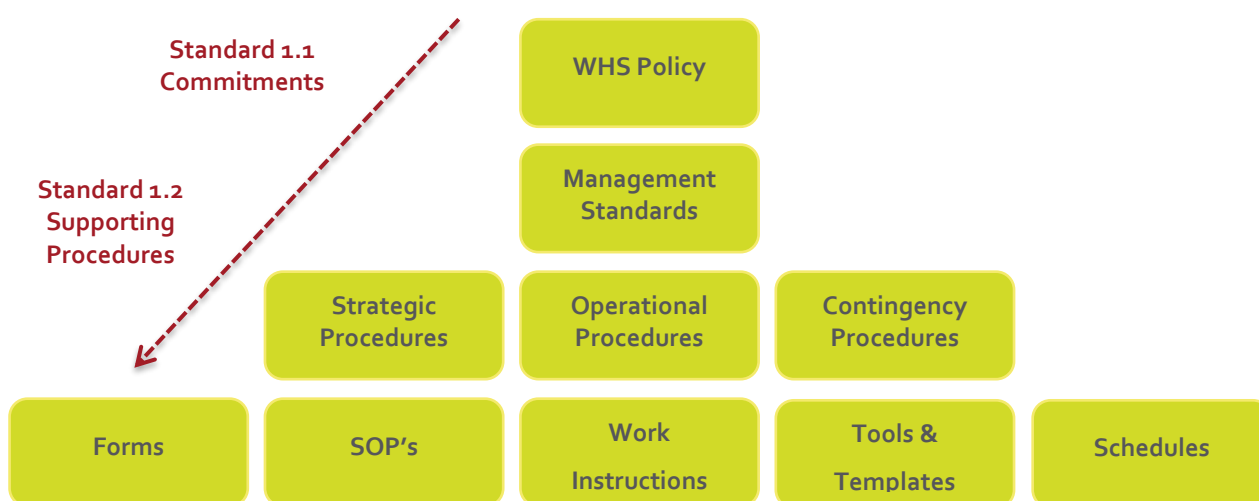 Standard 1.1
Commitments
WHS Policy
Standard 1.2
Supporting
Procedures
Management
Standards
Strategic
Procedures
Operational
Procedures
Contingency
Procedures
Forms
SOP's
Work
Instructions
Tools &
Templates
Schedules